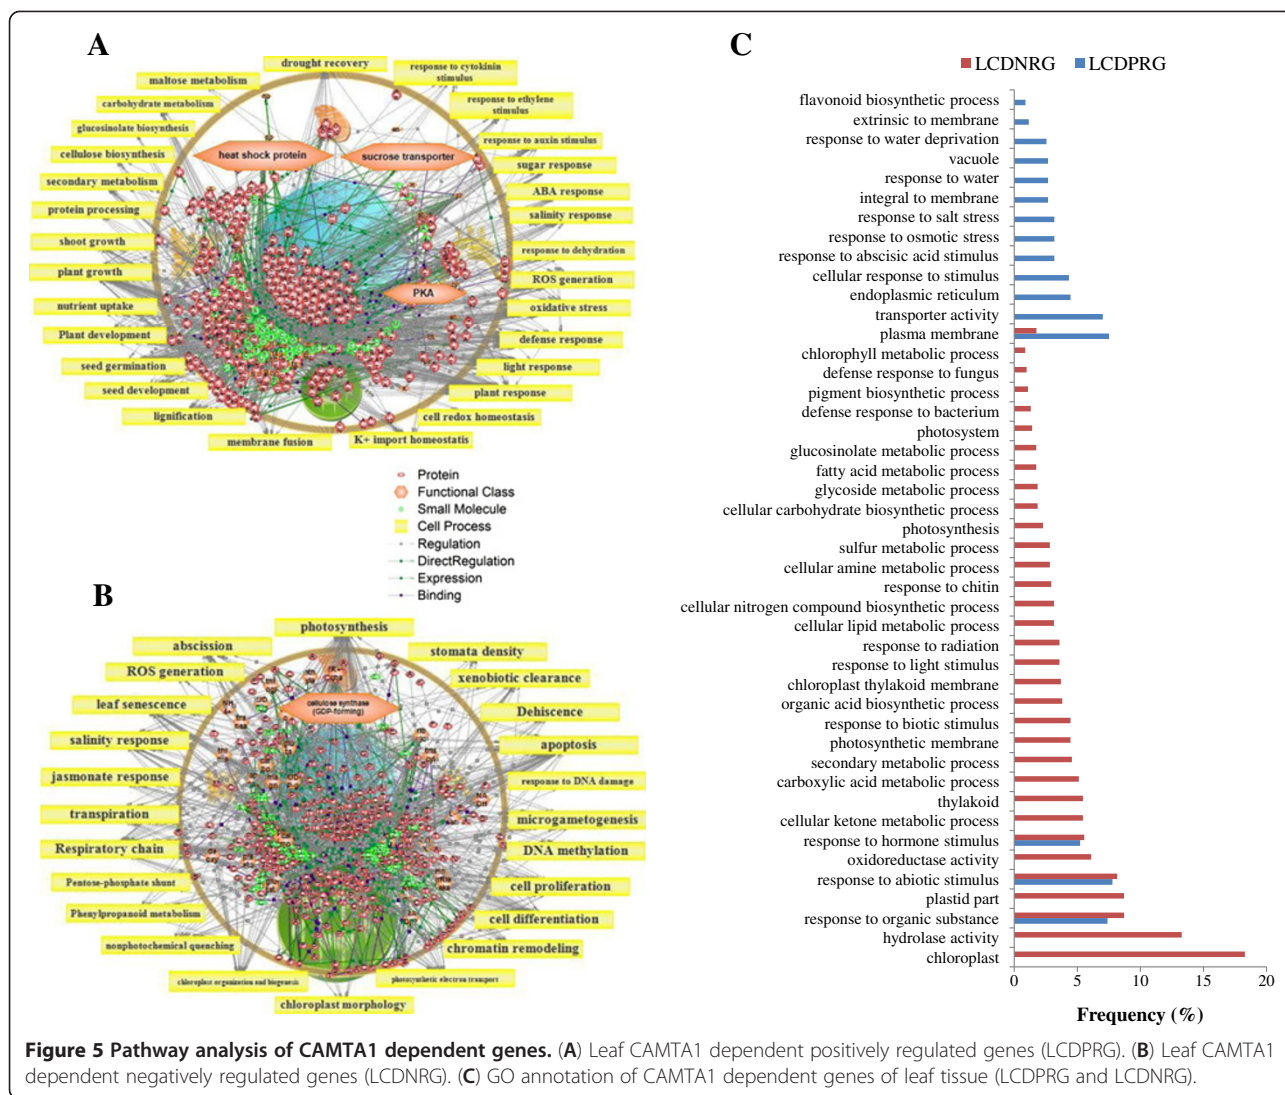 A
drought recovery
maltose metabolism
carbohydrate metabolism
glucosinolate biosynthesis
cellulose biosynthesis
secondary metabolism
protein processing
shoot growth
plant growth
nutrient uptake
Plant development
seed germination
seed development
lignification
membrane fusion
response to cytokinin
stimulus
response to ethylene
stimulus
response to auxin stimulus
sugar response
ABA response
salinity response
response to dehydration
ROS generation
oxidative stress
defense response
light response
plant response
cell redox homeostasis
K+ import homeostatis
heat shock protein
sucrose transporter
PKA
Protein
Functional Class
Small Molecule
Cell Process
Regulation
DirectRegulation
Expression
Binding
B
photosynthesis
abscission
ROS generation
leaf senescence
salinity response
jasmonate response
transpiration
Respiratory chain
Pentose-phosphate shunt
Phenylpropanoid metabolism
nonphotochemical quenching
chloroplast organization and biogenesis
chloroplast morphology
stomata density
xenobiotic clearance
Dehiscence
apoptosis
response to DNA damage
microgametogenesis
DNA methylation
cell proliferation
cell differentiation
chromatin remodeling
photosynthetic electron transport
cellulose synthase
(GDP-forming)
C
LCDNRG LCDPRG
flavonoid biosynthetic process
extrinsic to membrane
response to water deprivation
vacuole
response to water
integral to membrane
response to salt stress
response to osmotic stress
response to abscisic acid stimulus
cellular response to stimulus
endoplasmic reticulum
transporter activity
plasma membrane
chlorophyll metabolic process
defense response to fungus
pigment biosynthetic process
defense response to bacterium
photosystem
glucosinolate metabolic process
fatty acid metabolic process
glycoside metabolic process
cellular carbohydrate biosynthetic process
photosynthesis
sulfur metabolic process
cellular amine metabolic process
response to chitin
cellular nitrogen compound biosynthetic process
cellular lipid metabolic process
response to radiation
response to light stimulus
chloroplast thylakoid membrane
organic acid biosynthetic process
response to biotic stimulus
photosynthetic membrane
secondary metabolic process
carboxylic acid metabolic process
thylakoid
cellular ketone metabolic process
response to hormone stimulus
oxidoreductase activity
response to abiotic stimulus
plastid part
response to organic substance
hydrolase activity
chloroplast
0 5 10 15 20
Frequency (%)
Figure 5 Pathway analysis of CAMTA1 dependent genes. (A) Leaf CAMTA1 dependent positively regulated genes (LCDPRG). (B) Leaf CAMTA1
dependent negatively regulated genes (LCDNRG). (C) GO annotation of CAMTA1 dependent genes of leaf tissue (LCDPRG and LCDNRG).